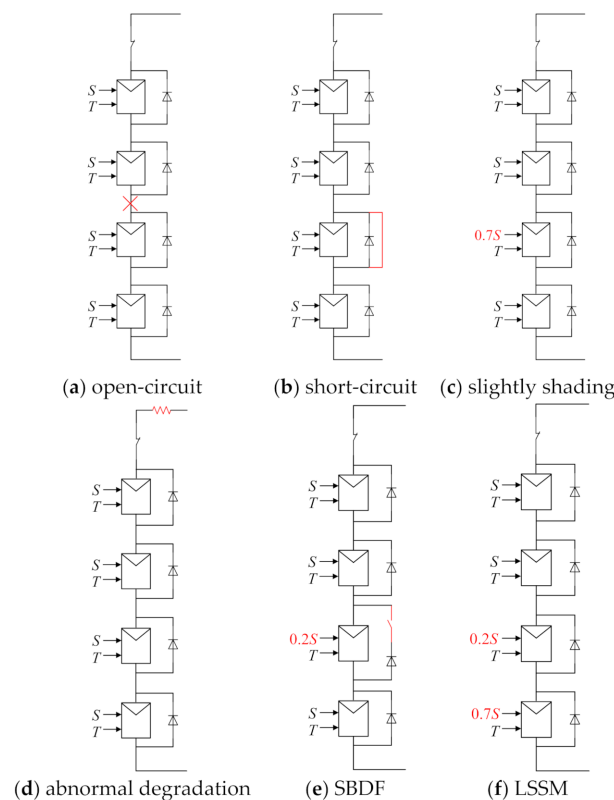 S S S
T T T
S S S
T T T
S S 0.7S
T T T
S S S
T T T
(a) open-circuit (b) short-circuit (c) slightly shading
S S S
T T T
S S S
T T T
S 0.2S 0.2S
T T T
S S 0.7S
T T T
(d) abnormal degradation (e) SBDF (f) LSSM